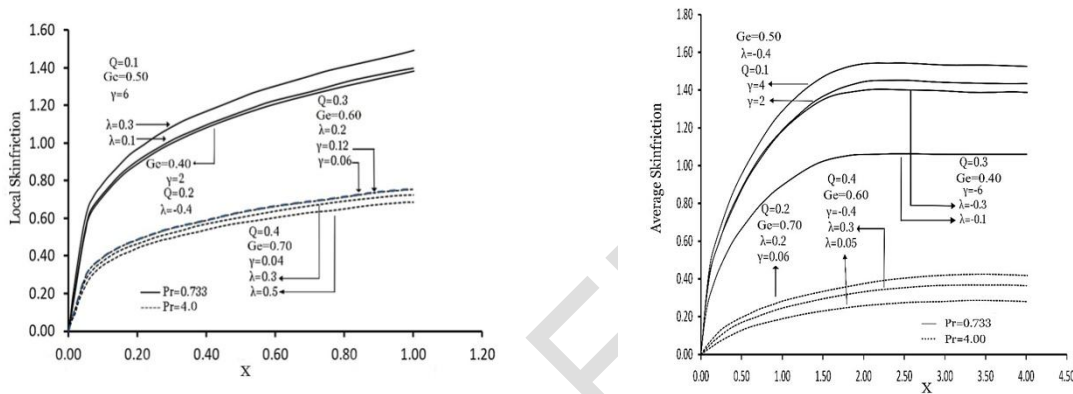 Local Skinfriction
1.60
1.40
1.20
1.00
0.80
0.60
0.40
0.20
0.00
Q=0.1
Ge=0.50
γ=6
λ=0.3
λ=0.1
Ge=0.40
γ=2
Q=0.2
λ=-0.4
Q=0.3
Ge=0.60
λ=0.2
γ=0.12
γ=0.06
Q=0.4
Ge=0.70
γ=0.04
λ=0.3
λ=0.5
Pr=0.733
Pr=4.0
0.00 0.20 0.40 0.60 0.80 1.00 1.20
X
Average Skinfriction
1.80
1.60
1.40
1.20
1.00
0.80
0.60
0.40
0.20
0.00
Ge=0.50
λ=-0.4
Q=0.1
γ=4
γ=2
Q=0.3
Ge=0.40
γ=-6
λ=-0.3
λ=-0.1
Q=0.4
Ge=0.60
γ=-0.4
λ=0.3
λ=0.05
Q=0.2
Ge=0.70
λ=0.2
γ=0.06
Pr=0.733
Pr=4.00
0.00 0.50 1.00 1.50 2.00 2.50 3.00 3.50 4.00 4.50
X